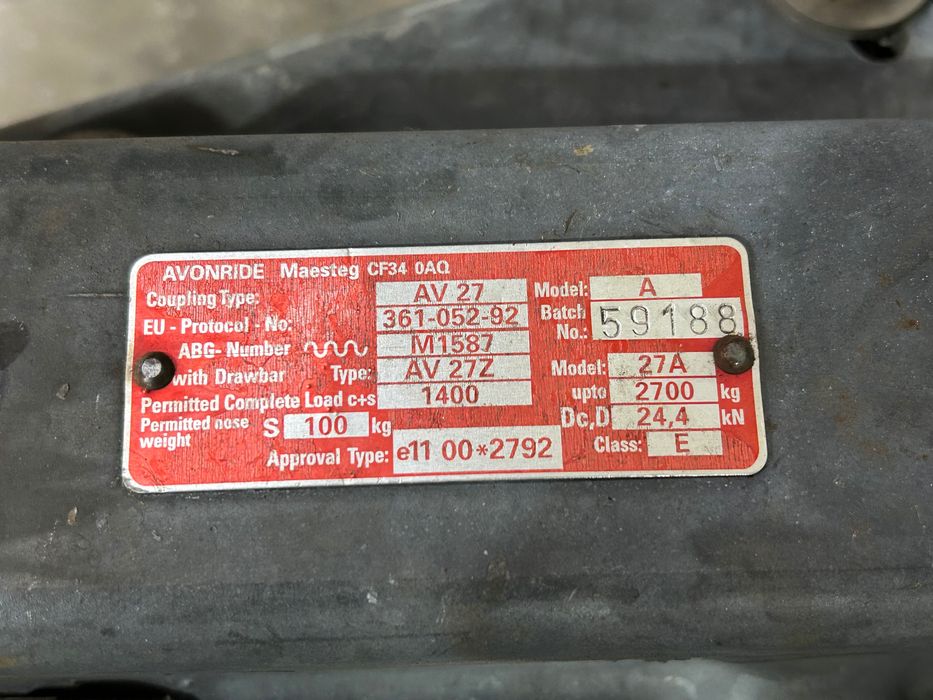 AVONRIDE Maesteg CF34 0AQ
Coupling Type: AV 27 Model: A
EU - Protocol - No: 361-052-92 Batch No.: 59188
ABG- Number M1587
with Drawbar Type: AV 27Z Model: 27A
Permitted Complete Load c+s 1400 upto 2700 kg
Permitted nose weight S 100 kg Dc,D 24,4 kN
Approval Type: e11 00*2792 Class: E